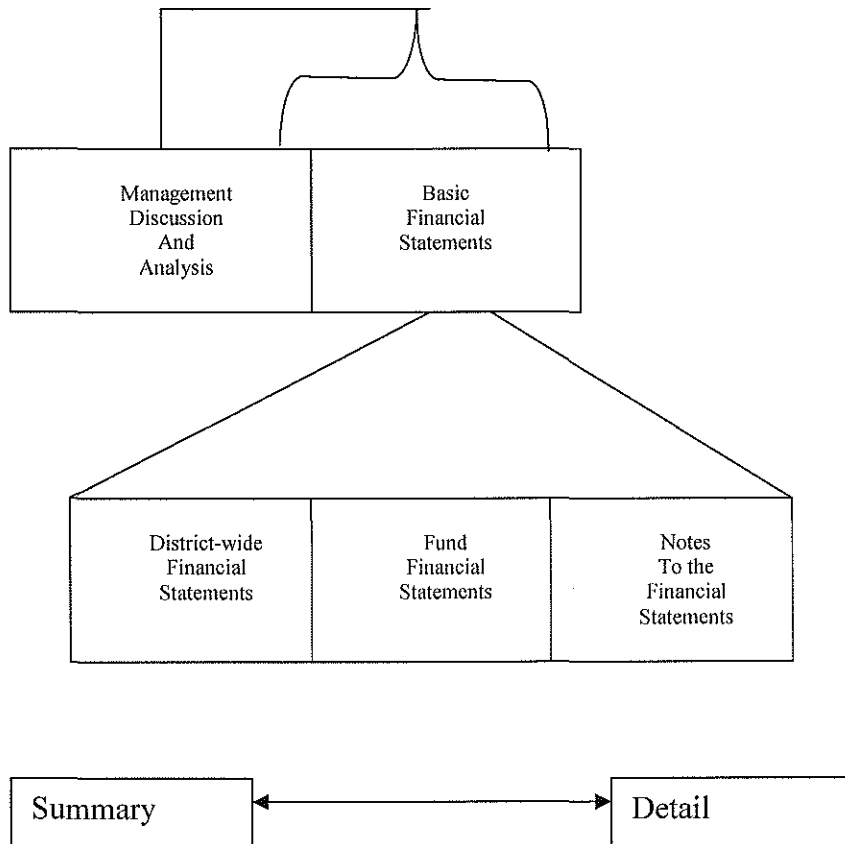 Management
Discussion
And
Analysis
Basic
Financial
Statements
District-wide
Financial
Statements
Fund
Financial
Statements
Notes
To the
Financial
Statements
Summary
Detail